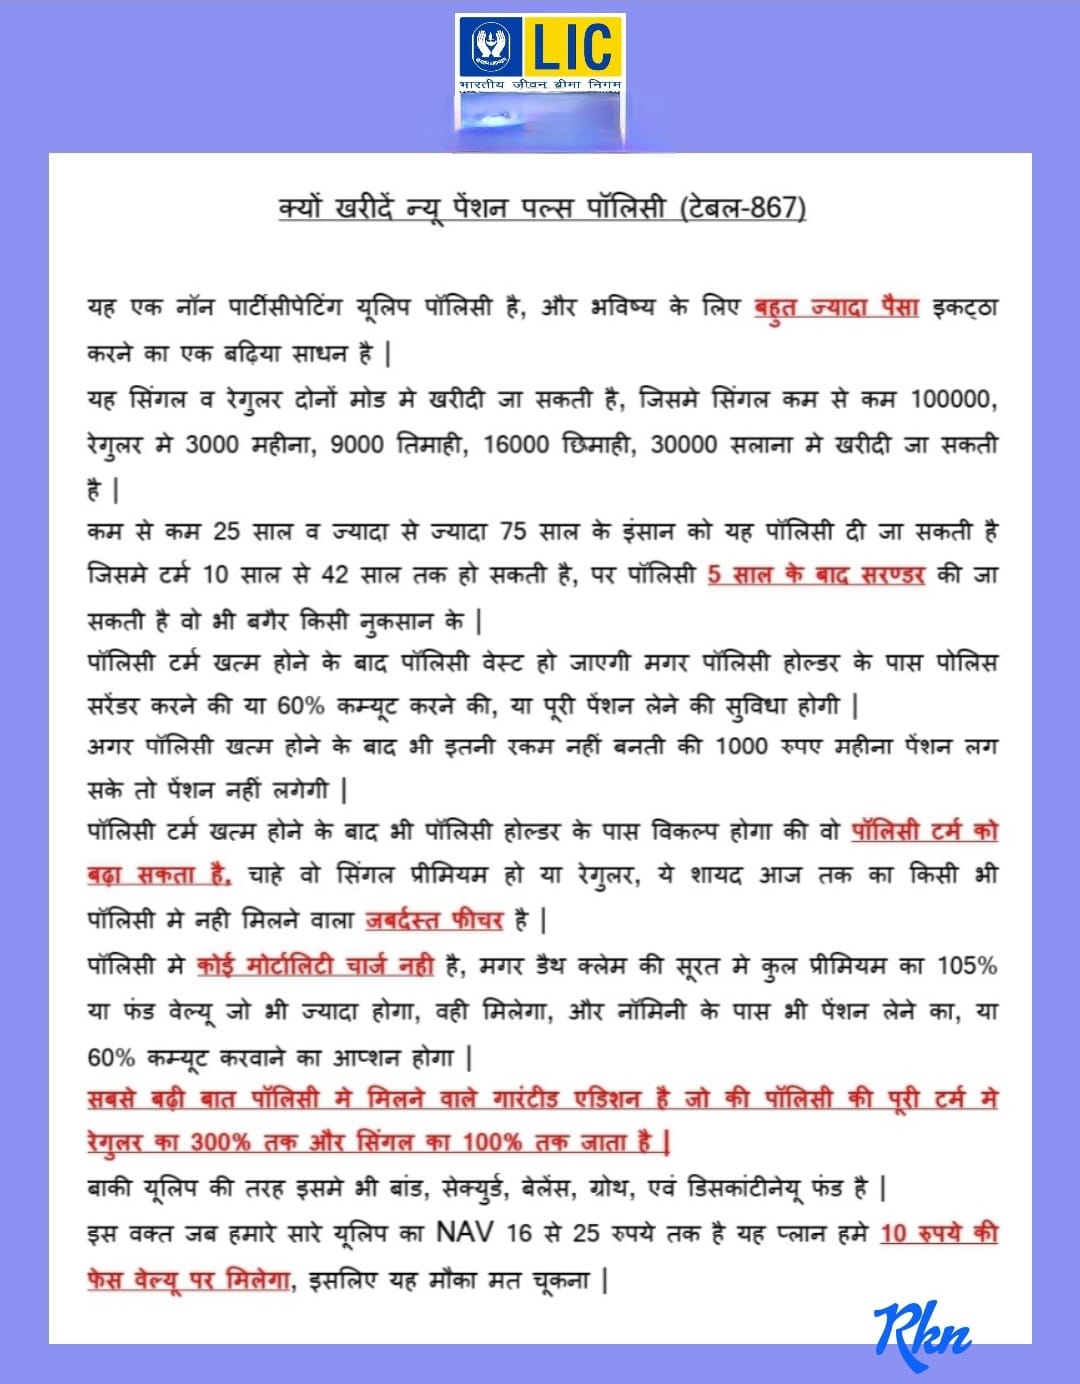 LIC
भारतीय जीवन बीमा निगम
क्यों खरीदें न्यू पेंशन पल्स पॉलिसी (टेबल-867)
यह एक नॉन पार्टीसीपेटिंग यूलिप पॉलिसी है, और भविष्य के लिए बहुत ज्यादा पैसा इकट्ठा
करने का एक बढ़िया साधन है |
यह सिंगल व रेगुलर दोनों मोड मे खरीदी जा सकती है, जिसमे सिंगल कम से कम 100000,
रेगुलर मे 3000 महीना, 9000 तिमाही, 16000 छिमाही, 30000 सलाना मे खरीदी जा सकती
है |
कम से कम 25 साल व ज्यादा से ज्यादा 75 साल के इंसान को यह पॉलिसी दी जा सकती है
जिसमे टर्म 10 साल से 42 साल तक हो सकती है, पर पॉलिसी 5 साल के बाद सरण्डर की जा
सकती है वो भी बगैर किसी नुकसान के |
पॉलिसी टर्म खत्म होने के बाद पॉलिसी वेस्ट हो जाएगी मगर पॉलिसी होल्डर के पास पोलिस
सरेंडर करने की या 60% कम्यूट करने की, या पूरी पेंशन लेने की सुविधा होगी |
अगर पॉलिसी खत्म होने के बाद भी इतनी रकम नहीं बनती की 1000 रुपए महीना पेंशन लग
सके तो पेंशन नहीं लगेगी |
पॉलिसी टर्म खत्म होने के बाद भी पॉलिसी होल्डर के पास विकल्प होगा की वो पॉलिसी टर्म को
बढ़ा सकता है, चाहे वो सिंगल प्रीमियम हो या रेगुलर, ये शायद आज तक का किसी भी
पॉलिसी मे नही मिलने वाला जबर्दस्त फीचर है |
पॉलिसी मे कोई मोर्टालिटी चार्ज नही है, मगर डैथ क्लेम की सूरत मे कुल प्रीमियम का 105%
या फंड वेल्यू जो भी ज्यादा होगा, वही मिलेगा, और नॉमिनी के पास भी पेंशन लेने का, या
60% कम्यूट करवाने का आप्शन होगा |
सबसे बढ़ी बात पॉलिसी मे मिलने वाले गारंटीड एडिशन है जो की पॉलिसी की पूरी टर्म मे
रेगुलर का 300% तक और सिंगल का 100% तक जाता है |
बाकी यूलिप की तरह इसमे भी बांड, सेक्युर्ड, बेलेंस, ग्रोथ, एवं डिसकांटीनेयू फंड है |
इस वक्त जब हमारे सारे यूलिप का NAV 16 से 25 रुपये तक है यह प्लान हमे 10 रुपये की
फेस वेल्यू पर मिलेगा, इसलिए यह मौका मत चूकना |
Rkn